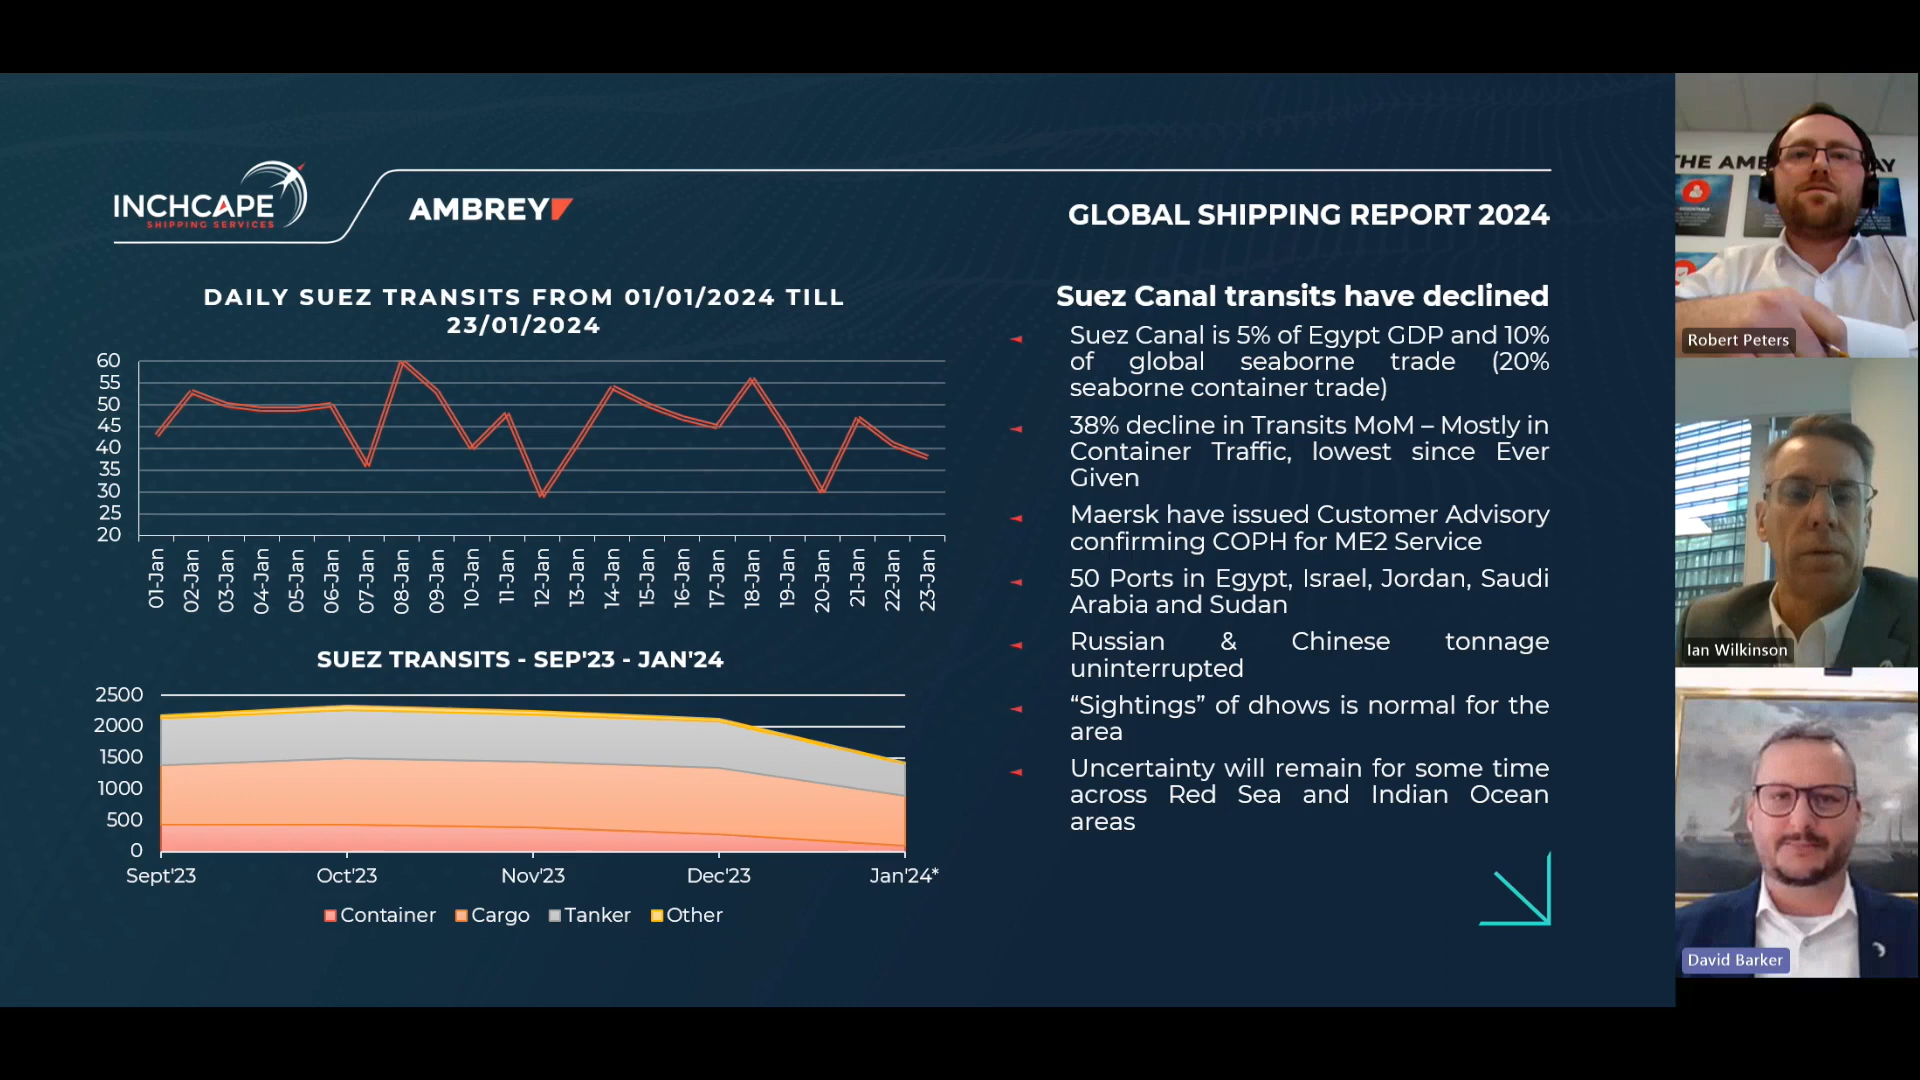 INCHCAPE
SHIPPING SERVICES
AMBREY
GLOBAL SHIPPING REPORT 2024
DAILY SUEZ TRANSITS FROM 01/01/2024 TILL
23/01/2024
60
55
50
45
40
35
30
25
20
01-Jan
02-Jan
03-Jan
04-Jan
05-Jan
06-Jan
07-Jan
08-Jan
09-Jan
10-Jan
11-Jan
12-Jan
13-Jan
14-Jan
15-Jan
16-Jan
17-Jan
18-Jan
19-Jan
20-Jan
21-Jan
22-Jan
23-Jan
SUEZ TRANSITS - SEP'23 - JAN'24
2500
2000
1500
1000
500
0
Sept'23
Oct'23
Nov'23
Dec'23
Jan'24*
Container
Cargo
Tanker
Other
Suez Canal transits have declined
Suez Canal is 5% of Egypt GDP and 10%
of global seaborne trade (20%
seaborne container trade)
38% decline in Transits MoM – Mostly in
Container Traffic, lowest since Ever
Given
Maersk have issued Customer Advisory
confirming COPH for ME2 Service
50 Ports in Egypt, Israel, Jordan, Saudi
Arabia and Sudan
Russian & Chinese tonnage
uninterrupted
“Sightings” of dhows is normal for the
area
Uncertainty will remain for some time
across Red Sea and Indian Ocean
areas
THE AM
AY
Robert Peters
Ian Wilkinson
David Barker